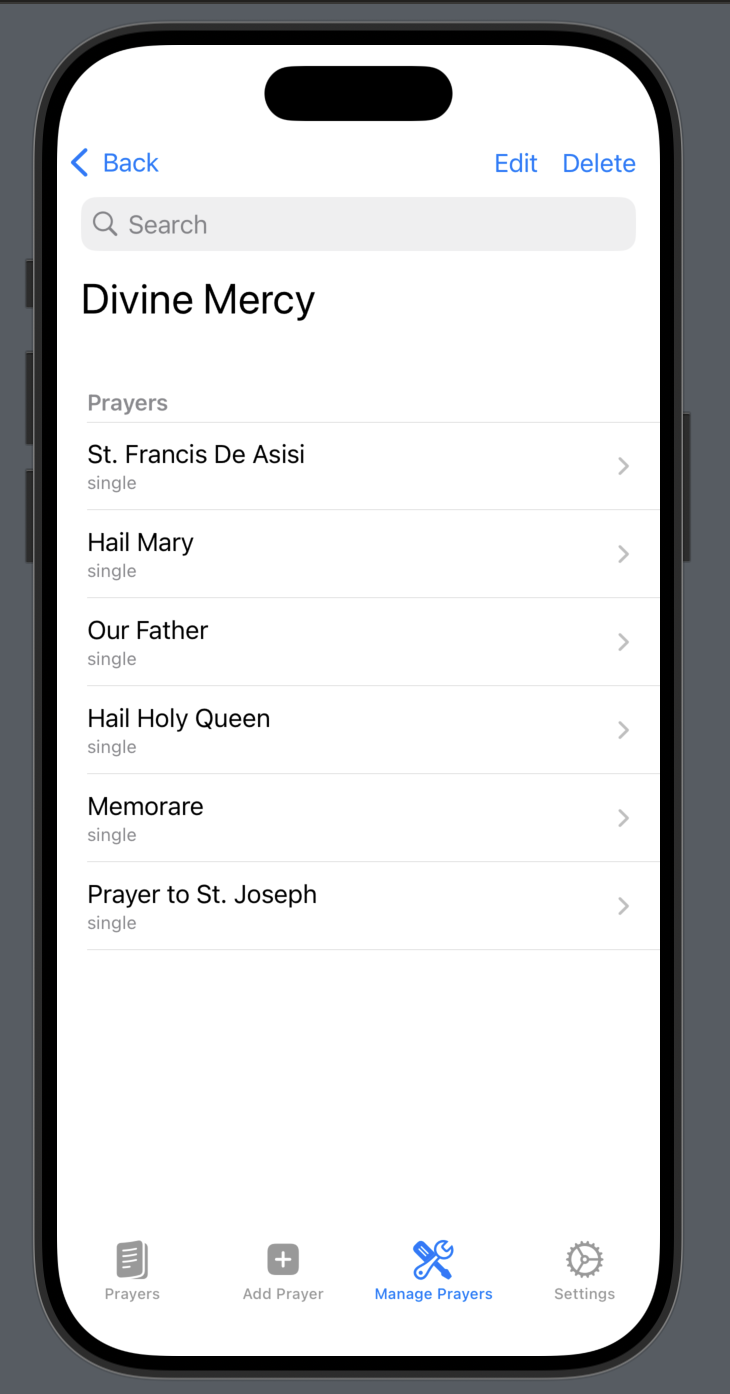 Back
Edit Delete
Search
Divine Mercy
Prayers
St. Francis De Asisi
single
Hail Mary
single
Our Father
single
Hail Holy Queen
single
Memorare
single
Prayer to St. Joseph
single
Prayers
Add Prayer
Manage Prayers
Settings